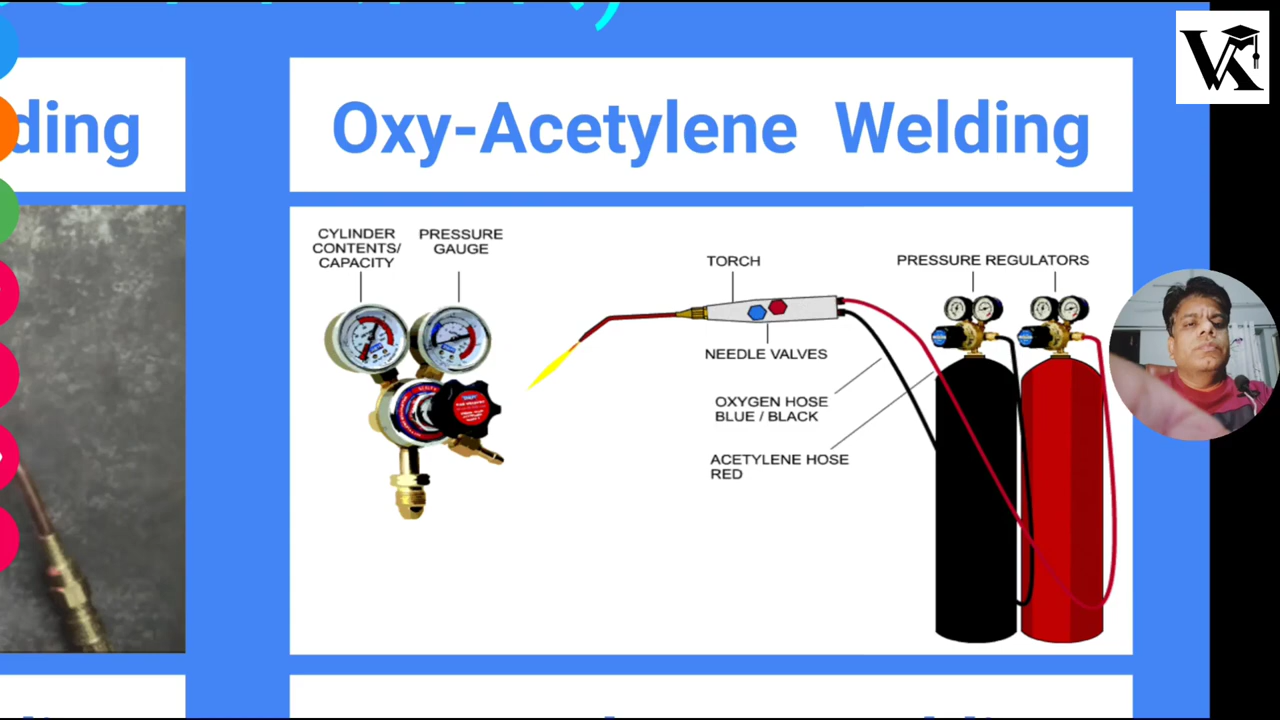 ding
Oxy-Acetylene Welding
CYLINDER
CONTENTS/
CAPACITY
PRESSURE
GAUGE
TORCH
PRESSURE REGULATORS
NEEDLE VALVES
OXYGEN HOSE
BLUE / BLACK
ACETYLENE HOSE
RED